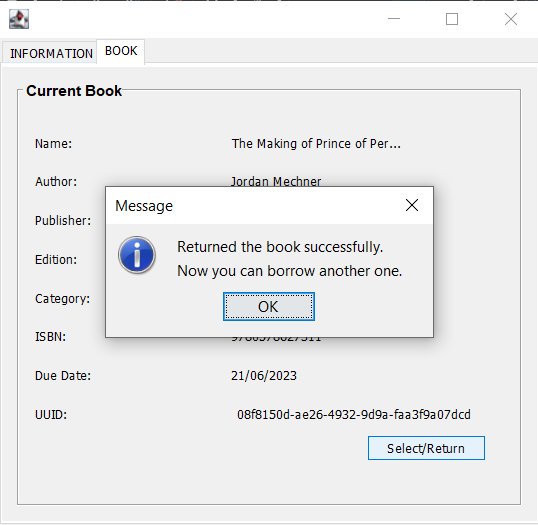 INFORMATION
BOOK
Current Book
Name:
The Making of Prince of Per...
Author:
Jordan Mechner
Publisher:
Edition:
Category:
ISBN:
Message
Returned the book successfully.
Now you can borrow another one.
OK
Due Date:
21/06/2023
UUID:
08f8150d-ae26-4932-9d9a-faa3f9a07dcd
Select/Return